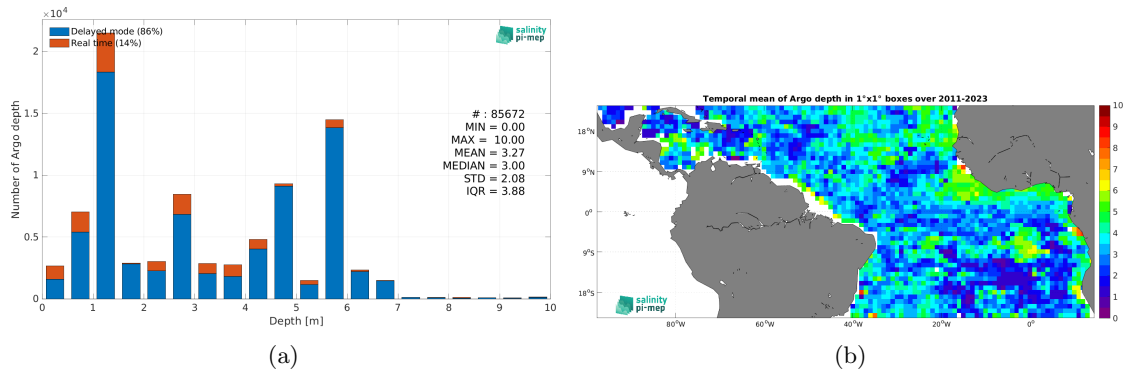 ×10⁴
Delayed mode (86%)
Real time (14%)
salinity
pi-mep
# : 85672
MIN = 0.00
MAX = 10.00
MEAN = 3.27
MEDIAN = 3.00
STD = 2.08
IQR = 3.88
Number of Argo depth
2
1.5
1
0.5
0
0 1 2 3 4 5 6 7 8 9 10
Depth [m]
(a)
Temporal mean of Argo depth in 1°x1° boxes over 2011-2023
18°N
9°N
0°
9°S
18°S
80°W 60°W 40°W 20°W 0°
10
9
8
7
6
5
4
3
2
1
0
salinity
pi-mep
(b)